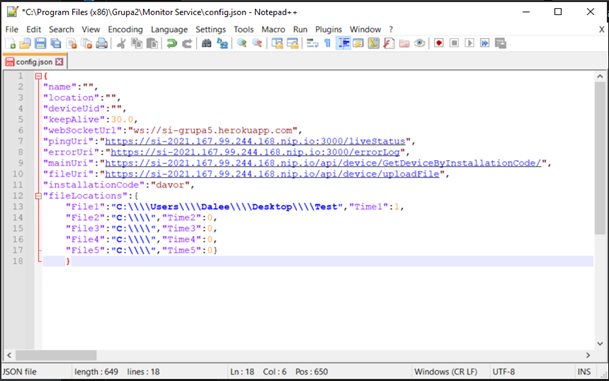 *C:\Program Files (x86)\Grupa2\Monitor Service\config.json - Notepad++
File Edit Search View Encoding Language Settings Tools Macro Run Plugins Window ? X
config.json
1 {
2 "name":"",
3 "location":"",
4 "deviceUid":"",
5 "keepAlive":30.0,
6 "webSocketUrl":"ws://si-grupa5.herokuapp.com",
7 "pingUri":"https://si-2021.167.99.244.168.nip.io:3000/liveStatus",
8 "errorUri":"https://si-2021.167.99.244.168.nip.io:3000/errorLog",
9 "mainUri":"https://si-2021.167.99.244.168.nip.io/api/device/GetDeviceByInstallationCode/",
10 "fileUri":"https://si-2021.167.99.244.168.nip.io/api/device/uploadFile",
11 "installationCode":"davor",
12 "fileLocations":{
13 "File1":"C:\\\\Users\\\\Dalee\\\\Desktop\\\\Test","Time1":1,
14 "File2":"C:\\\\","Time2":0,
15 "File3":"C:\\\\","Time3":0,
16 "File4":"C:\\\\","Time4":0,
17 "File5":"C:\\\\","Time5":0}
18 }
JSON file length : 649 lines : 18 Ln : 18 Col : 6 Pos : 650 Windows (CR LF) UTF-8 INS